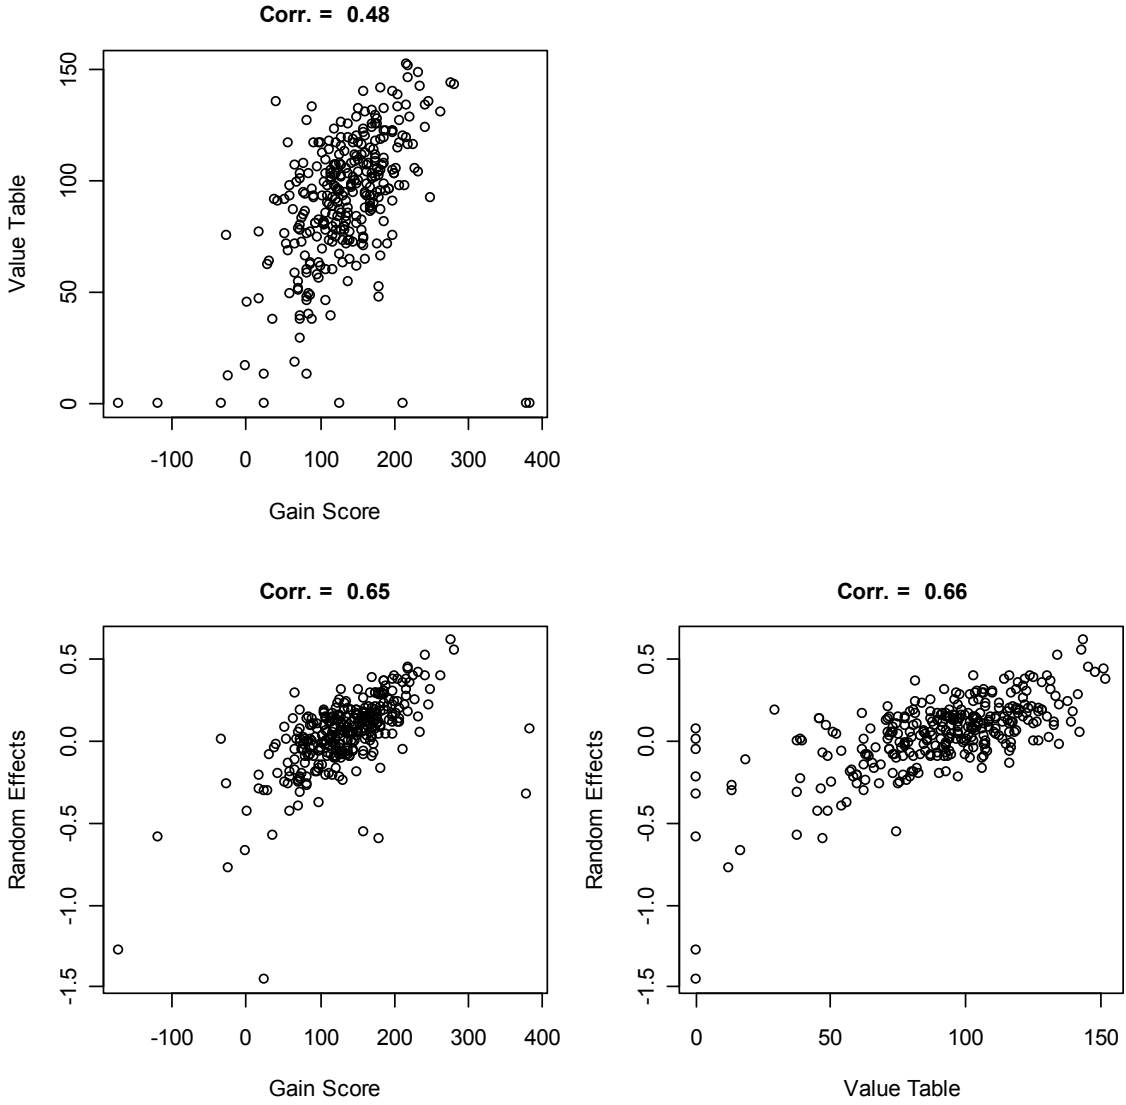 Corr. = 0.48
150
100
50
0
Value Table
-100 0 100 200 300 400
Gain Score
Corr. = 0.65
0.5
0.0
-0.5
-1.0
-1.5
Random Effects
-100 0 100 200 300 400
Gain Score
Corr. = 0.66
0.5
0.0
-0.5
-1.0
-1.5
Random Effects
0 50 100 150
Value Table